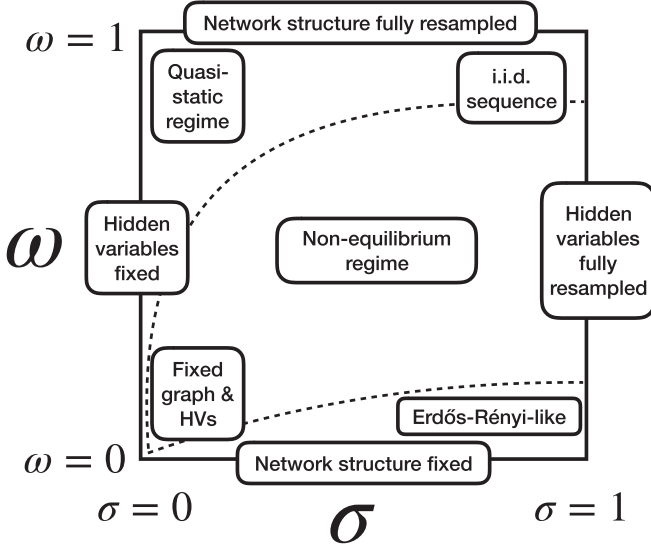 Network structure fully resampled
ω = 1
Quasi-
static
regime
i.i.d.
sequence
Hidden
variables
fixed
ω
Non-equilibrium
regime
Hidden
variables
fully
resampled
Fixed
graph &
HVs
Erdős-Rényi-like
ω = 0
Network structure fixed
σ = 0
σ
σ = 1